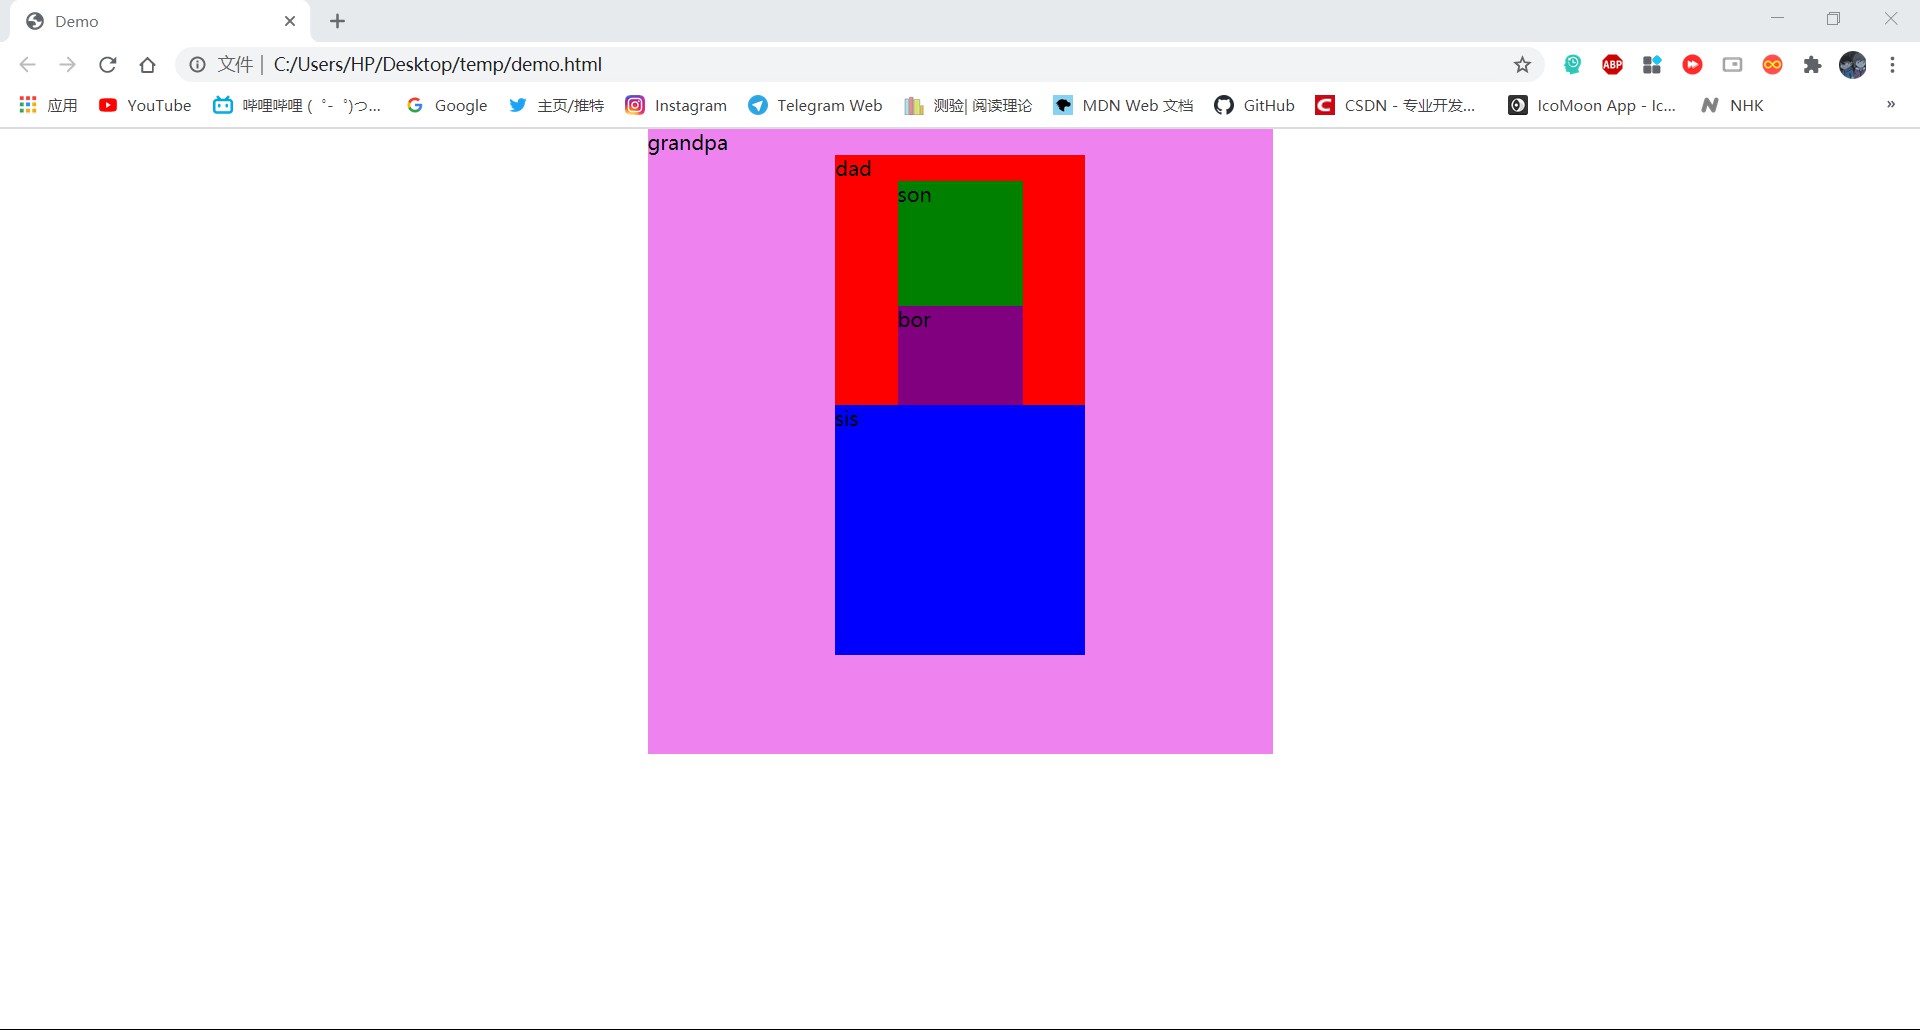 Demo
文件 | C:/Users/HP/Desktop/temp/demo.html
ABP
应用 YouTube 哔哩哔哩 (゜-゜)つ... Google 主页/推特 Instagram Telegram Web 测验| 阅读理论 MDN Web 文档 GitHub CSDN - 专业开发... IcoMoon App - Ic... NHK »
grandpa
dad
son
bor
sis